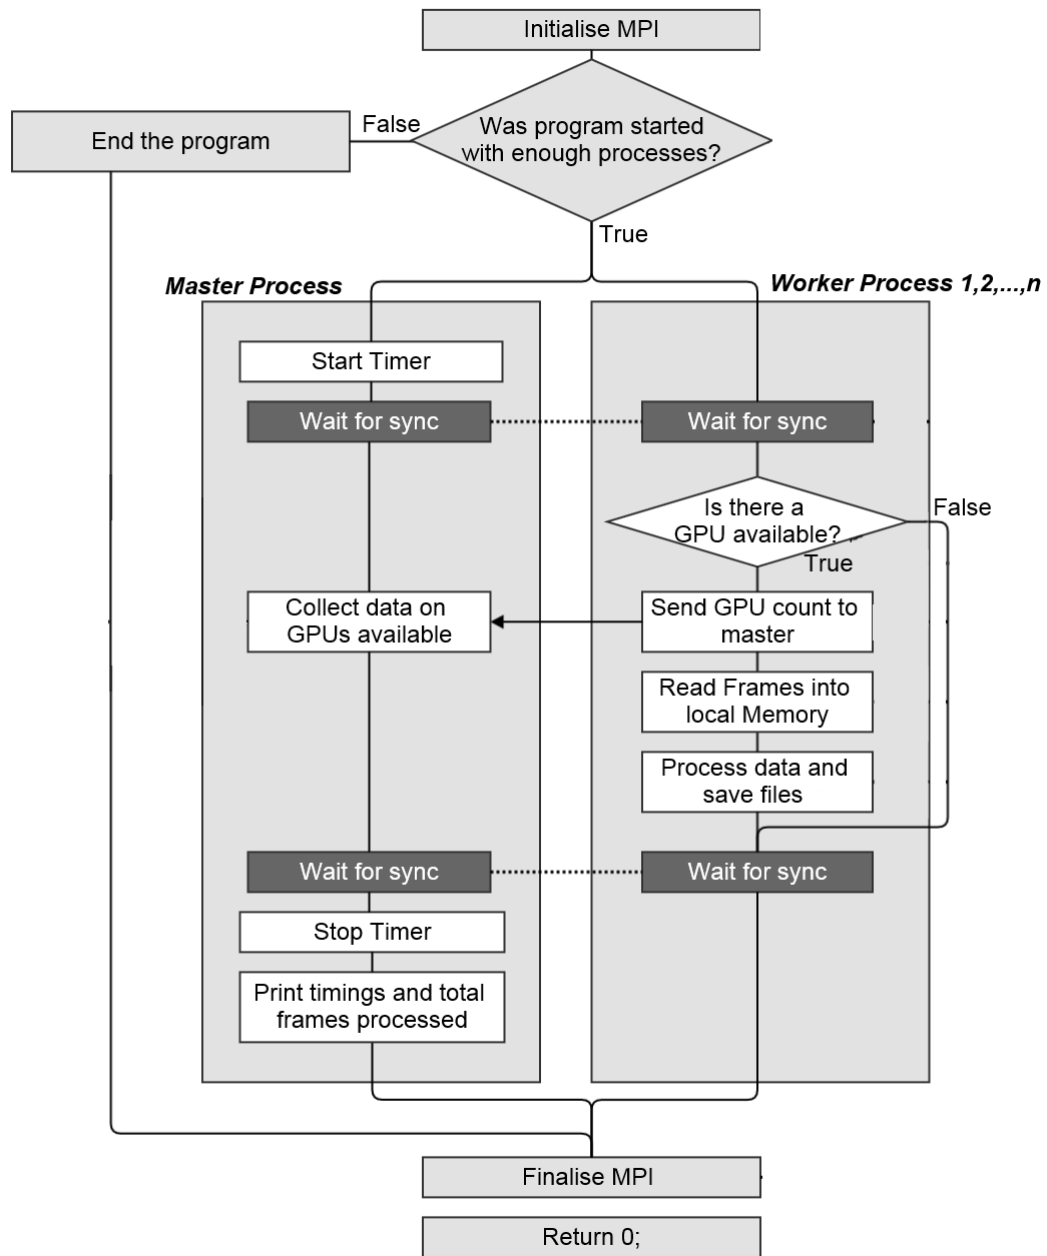 Initialise MPI
Was program started
with enough processes?
False
End the program
True
Master Process
Worker Process 1,2,...,n
Start Timer
Wait for sync
Wait for sync
Is there a
GPU available?
False
True
Collect data on
GPUs available
Send GPU count to
master
Read Frames into
local Memory
Process data and
save files
Wait for sync
Wait for sync
Stop Timer
Print timings and total
frames processed
Finalise MPI
Return 0;